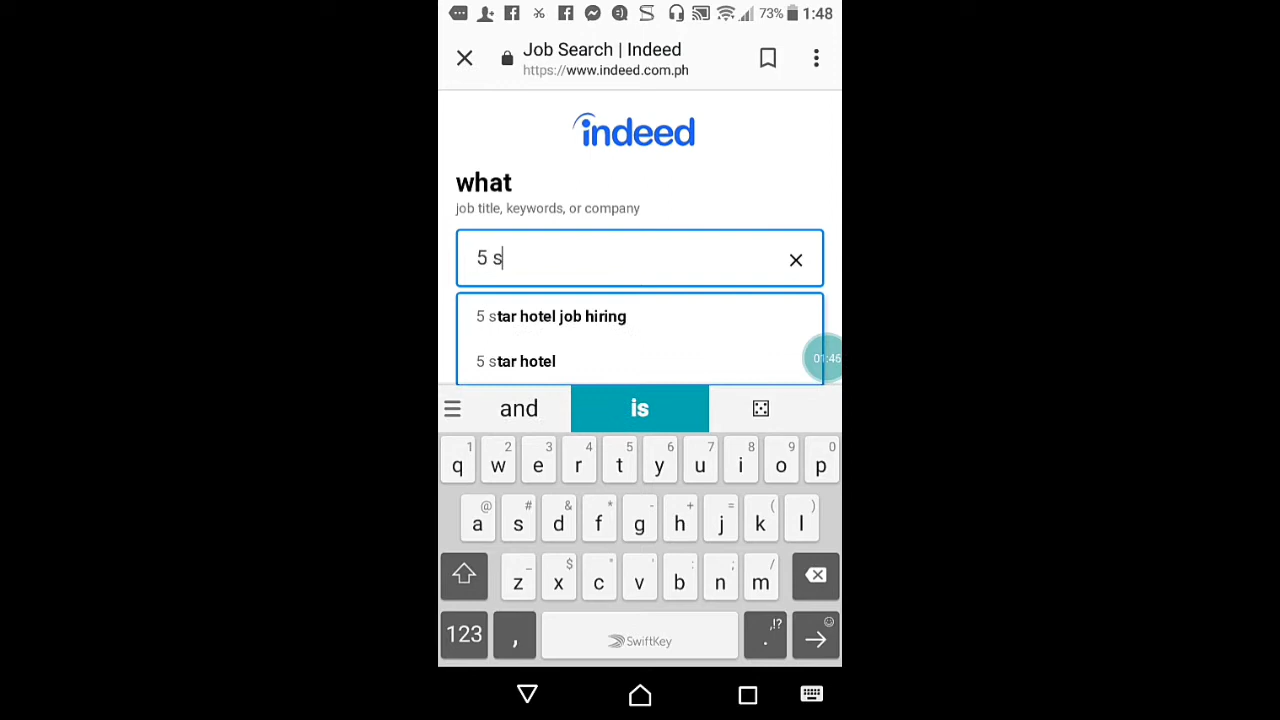 73% 1:48
Job Search | Indeed
https://www.indeed.com.ph
indeed
what
job title, keywords, or company
5 s
5 star hotel job hiring
5 star hotel
01:46
and is
1 2 3 4 5 6 7 8 9 0
q w e r t y u i o p
@ # & * - + = ( )
a s d f g h j k l
_ $ " ' : ; /
z x c v b n m
123 , SwiftKey ,!? .